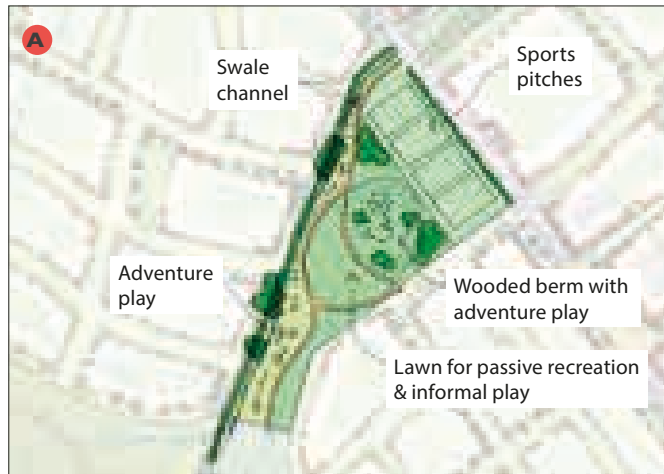 A
Swale
channel
Sports
pitches
Adventure
play
Wooded berm with
adventure play
Lawn for passive recreation
& informal play